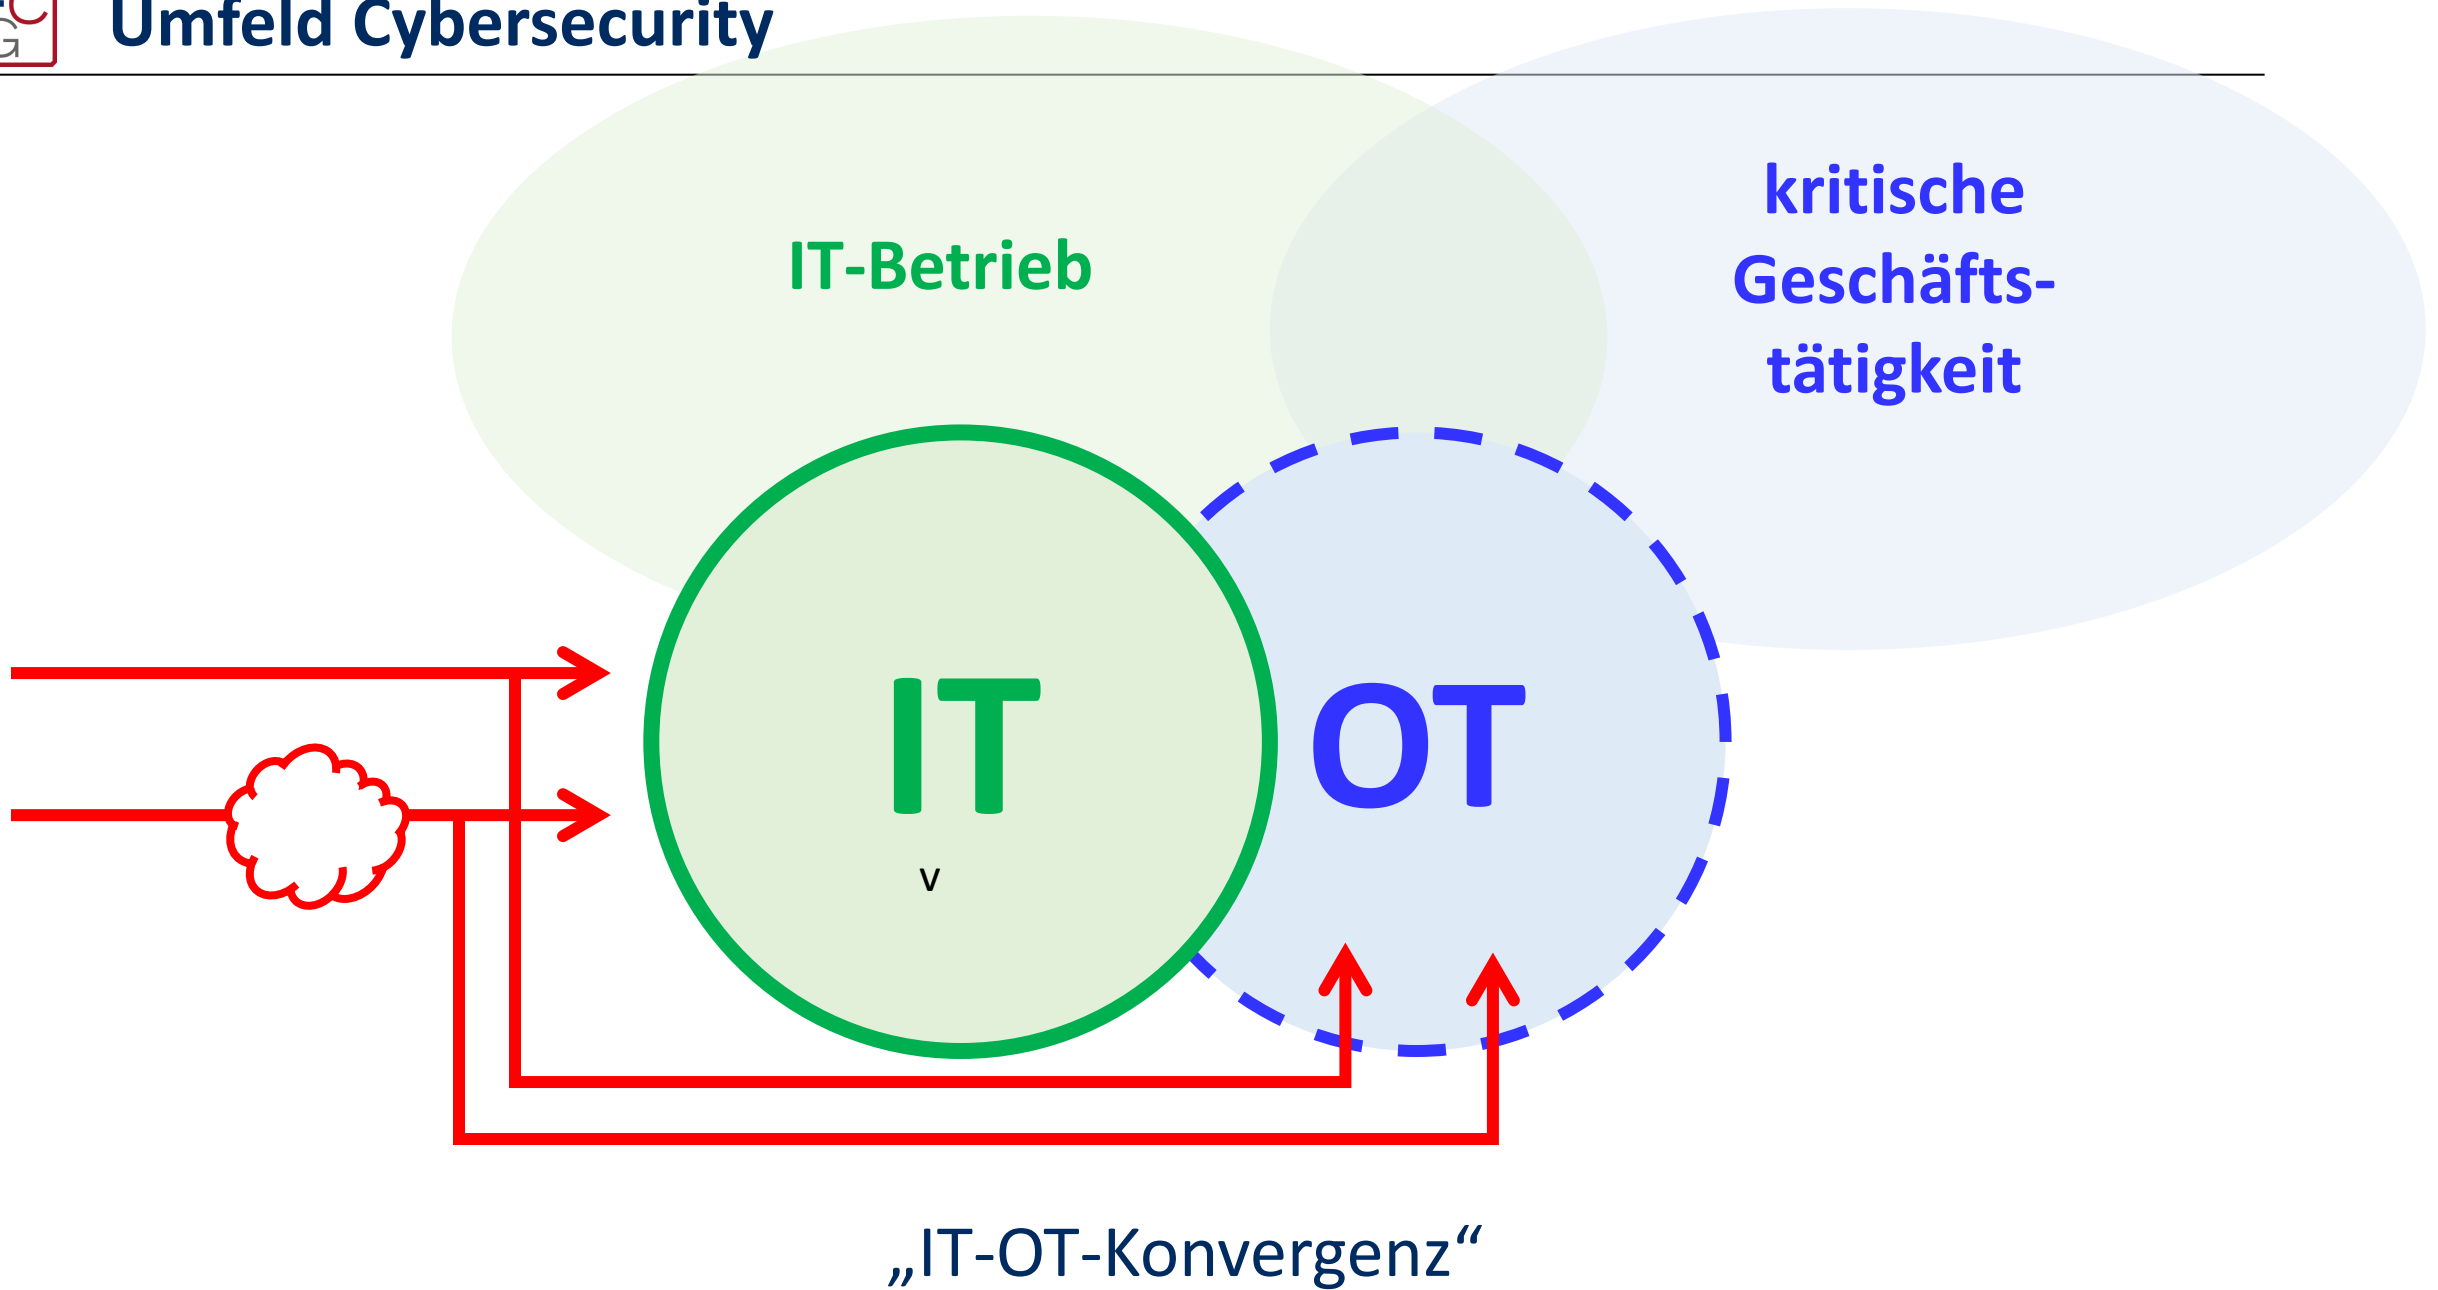 C
G
Umfeld Cybersecurity
IT-Betrieb
kritische
Geschäfts-
tätigkeit
IT
OT
v
„IT-OT-Konvergenz“